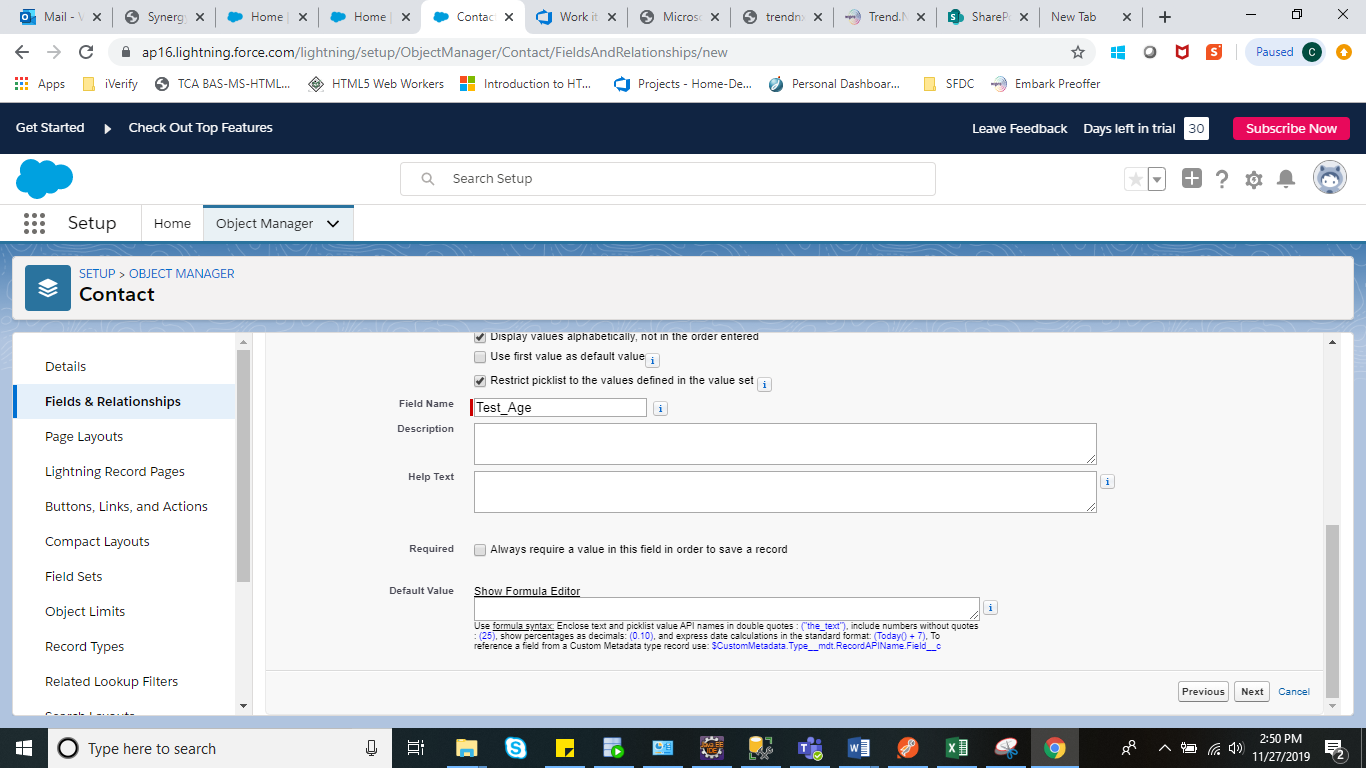 Mail - V
Synergy
Home |
Home |
Contac
Work it
Micros
trendn
Trend.N
SharePo
New Tab
ap16.lightning.force.com/lightning/setup/ObjectManager/Contact/FieldsAndRelationships/new
Paused
C
Apps
iVerify
TCA BAS-MS-HTML...
HTML5 Web Workers
Introduction to HT...
Projects - Home-De...
Personal Dashboar...
SFDC
Embark Preoffer
Get Started
Check Out Top Features
Leave Feedback
Days left in trial
30
Subscribe Now
Search Setup
Setup
Home
Object Manager
SETUP > OBJECT MANAGER
Contact
Details
Fields & Relationships
Page Layouts
Lightning Record Pages
Buttons, Links, and Actions
Compact Layouts
Field Sets
Object Limits
Record Types
Related Lookup Filters
Search Layouts
Display values alphabetically, not in the order entered
Use first value as default value
i
Restrict picklist to the values defined in the value set
i
Field Name
Test_Age
i
Description
Help Text
i
Required
Always require a value in this field in order to save a record
Default Value
Show Formula Editor
i
Use formula syntax: Enclose text and picklist value API names in double quotes : ("the_text"), include numbers without quotes
: (25), show percentages as decimals: (0.10), and express date calculations in the standard format: (Today() + 7), To
reference a field from a Custom Metadata type record use: $CustomMetadata.Type__mdt.RecordAPIName.Field__c
Previous
Next
Cancel
Type here to search
2:50 PM
11/27/2019
2